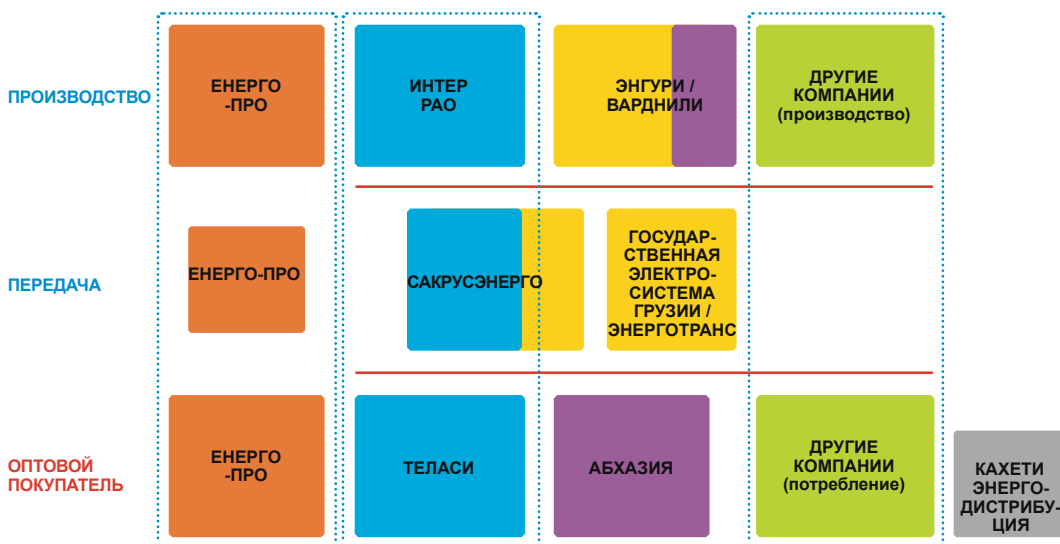 ПРОИЗВОДСТВО
ЕНЕРГО
-ПРО
ИНТЕР
РАО
ЭНГУРИ /
ВАРДНИЛИ
ДРУГИЕ
КОМПАНИИ
(производство)
ПЕРЕДАЧА
ЕНЕРГО-ПРО
САКРУСЭНЕРГО
ГОСУДАР-
СТВЕННАЯ
ЭЛЕКТРО-
СИСТЕМА
ГРУЗИИ /
ЭНЕРГОТРАНС
ОПТОВОЙ
ПОКУПАТЕЛЬ
ЕНЕРГО
-ПРО
ТЕЛАСИ
АБХАЗИЯ
ДРУГИЕ
КОМПАНИИ
(потребление)
КАХЕТИ
ЭНЕРГО-
ДИСТРИБУ-
ЦИЯ